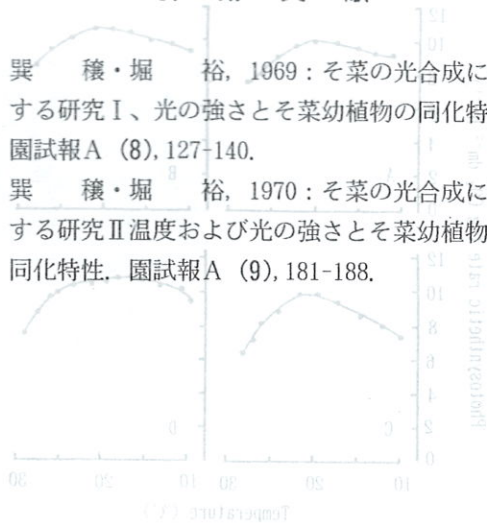 巽　穣・堀　裕, 1969：そ菜の光合成に
する研究Ⅰ、光の強さとそ菜幼植物の同化特
園試報A (8), 127-140.
巽　穣・堀　裕, 1970：そ菜の光合成に
する研究Ⅱ温度および光の強さとそ菜幼植物
同化特性. 園試報A (9), 181-188.